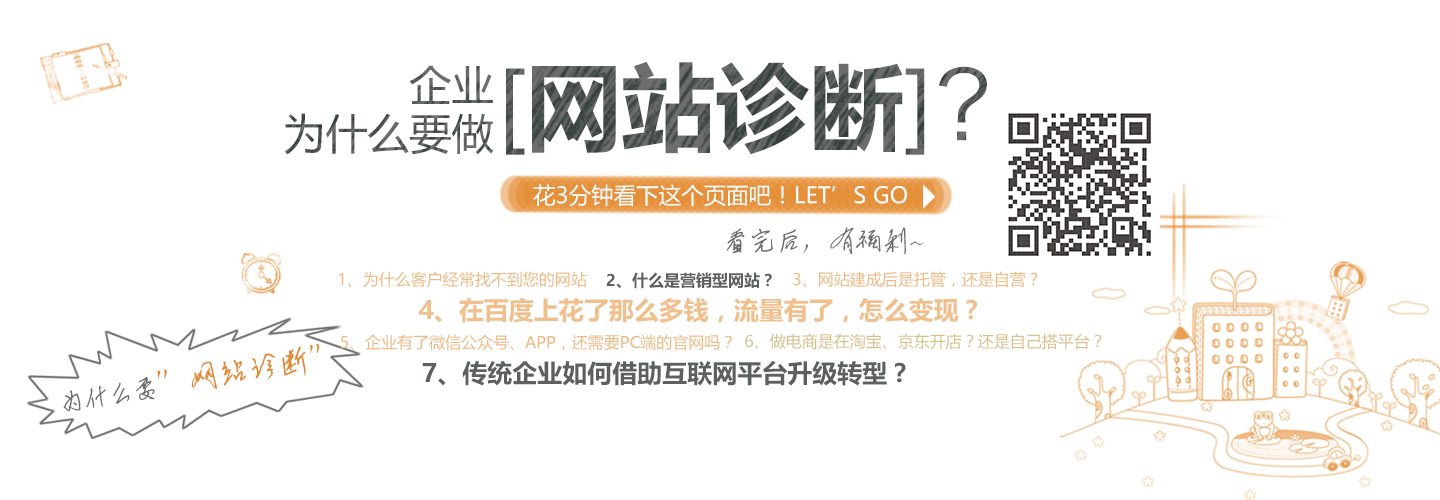 企业
为什么要做[网站诊断]?
花3分钟看下这个页面吧！LET'S GO
看完后，有福利~
1、为什么客户经常找不到您的网站 2、什么是营销型网站？ 3、网站建成后是托管，还是自营？
4、在百度上花了那么多钱，流量有了，怎么变现？
5、企业有了微信公众号、APP，还需要PC端的官网吗？ 6、做电商是在淘宝、京东开店？还是自己搭平台？
7、传统企业如何借助互联网平台升级转型？
为什么要"网站诊断"